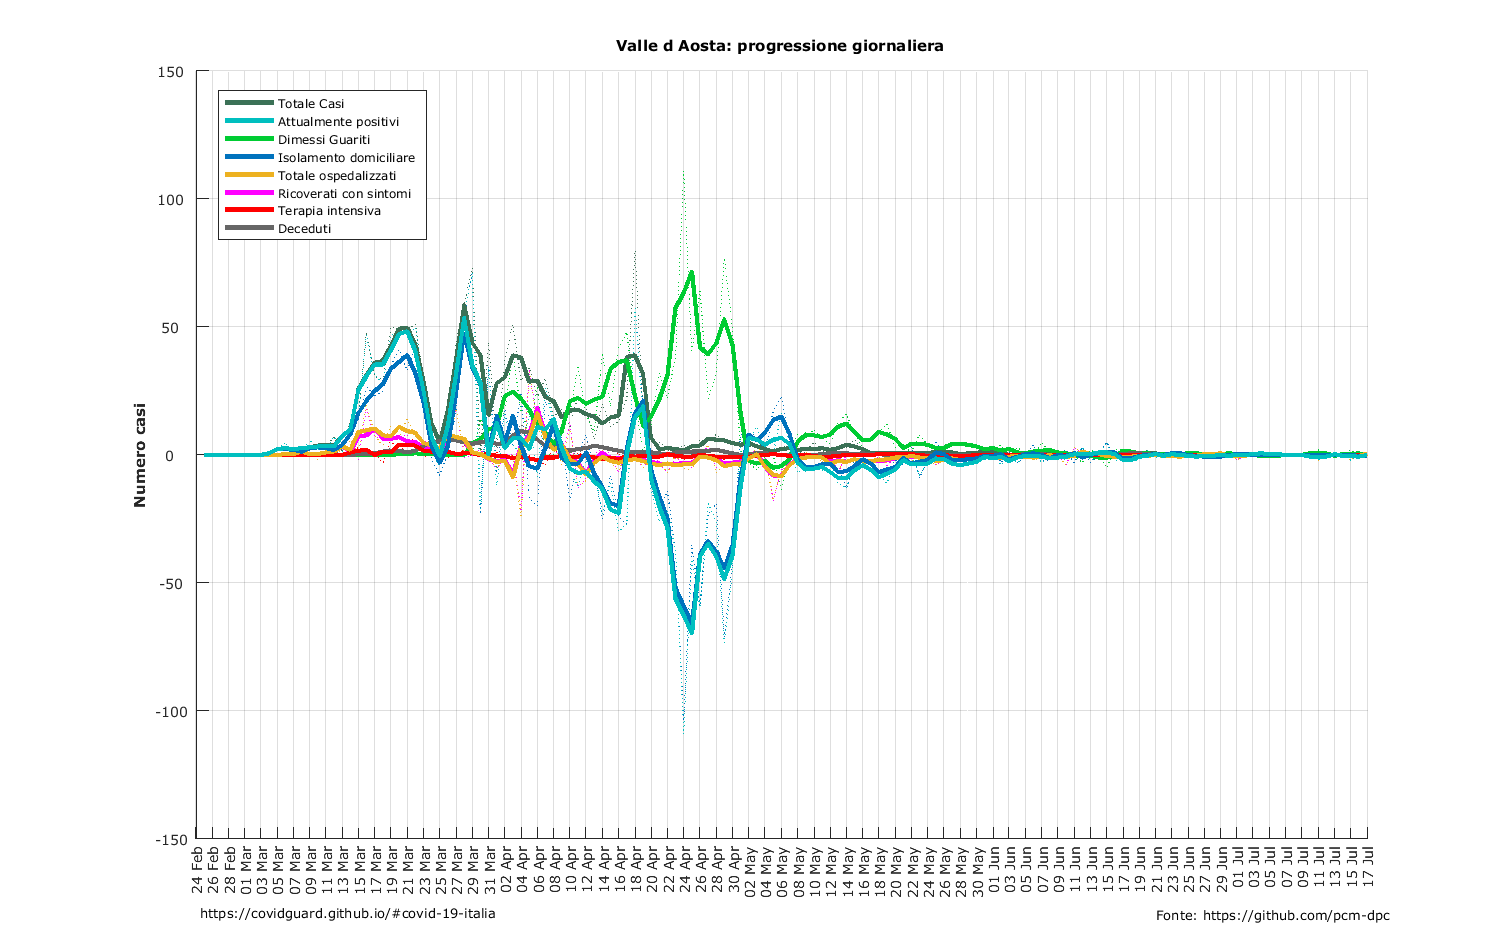 Valle d Aosta: progressione giornaliera
150
100
50
0
-50
-100
-150
Numero casi
Totale Casi
Attualmente positivi
Dimessi Guariti
Isolamento domiciliare
Totale ospedalizzati
Ricoverati con sintomi
Terapia intensiva
Deceduti
24 Feb
26 Feb
28 Feb
01 Mar
03 Mar
05 Mar
07 Mar
09 Mar
11 Mar
13 Mar
15 Mar
17 Mar
19 Mar
21 Mar
23 Mar
25 Mar
27 Mar
29 Mar
31 Mar
02 Apr
04 Apr
06 Apr
08 Apr
10 Apr
12 Apr
14 Apr
16 Apr
18 Apr
20 Apr
22 Apr
24 Apr
26 Apr
28 Apr
30 Apr
02 May
04 May
06 May
08 May
10 May
12 May
14 May
16 May
18 May
20 May
22 May
24 May
26 May
28 May
30 May
01 Jun
03 Jun
05 Jun
07 Jun
09 Jun
11 Jun
13 Jun
15 Jun
17 Jun
19 Jun
21 Jun
23 Jun
25 Jun
27 Jun
29 Jun
01 Jul
03 Jul
05 Jul
07 Jul
09 Jul
11 Jul
13 Jul
15 Jul
17 Jul
https://covidguard.github.io/#covid-19-italia
Fonte: https://github.com/pcm-dpc